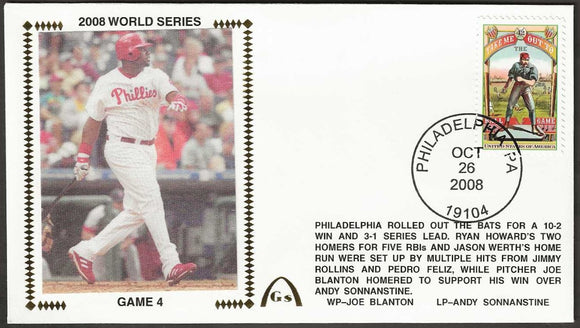 2008 WORLD SERIES
Phillies
GAME 4
Gs
TAKE ME OUT TO
THE
GAME
UNITED STATES OF AMERICA
PHILADELPHIA PA
OCT
26
2008
19104
PHILADELPHIA ROLLED OUT THE BATS FOR A 10-2
WIN AND 3-1 SERIES LEAD. RYAN HOWARD'S TWO
HOMERS FOR FIVE RBIs AND JASON WERTH'S HOME
RUN WERE SET UP BY MULTIPLE HITS FROM JIMMY
ROLLINS AND PEDRO FELIZ, WHILE PITCHER JOE
BLANTON HOMERED TO SUPPORT HIS WIN OVER
ANDY SONNANSTINE.
WP-JOE BLANTON LP-ANDY SONNANSTINE